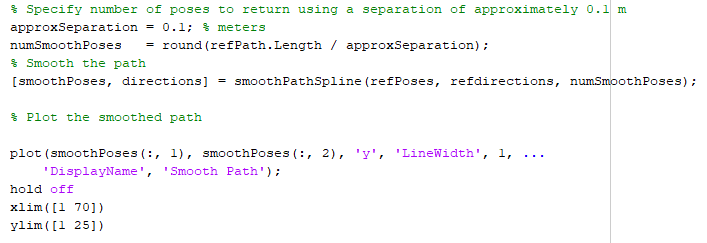 % Specify number of poses to return using a separation of approximately 0.1 m
approxSeparation = 0.1; % meters
numSmoothPoses   = round(refPath.Length / approxSeparation);
% Smooth the path
[smoothPoses, directions] = smoothPathSpline(refPoses, refdirections, numSmoothPoses);
% Plot the smoothed path
plot(smoothPoses(:, 1), smoothPoses(:, 2), 'y', 'LineWidth', 1, ...
    'DisplayName', 'Smooth Path');
hold off
xlim([1 70])
ylim([1 25])